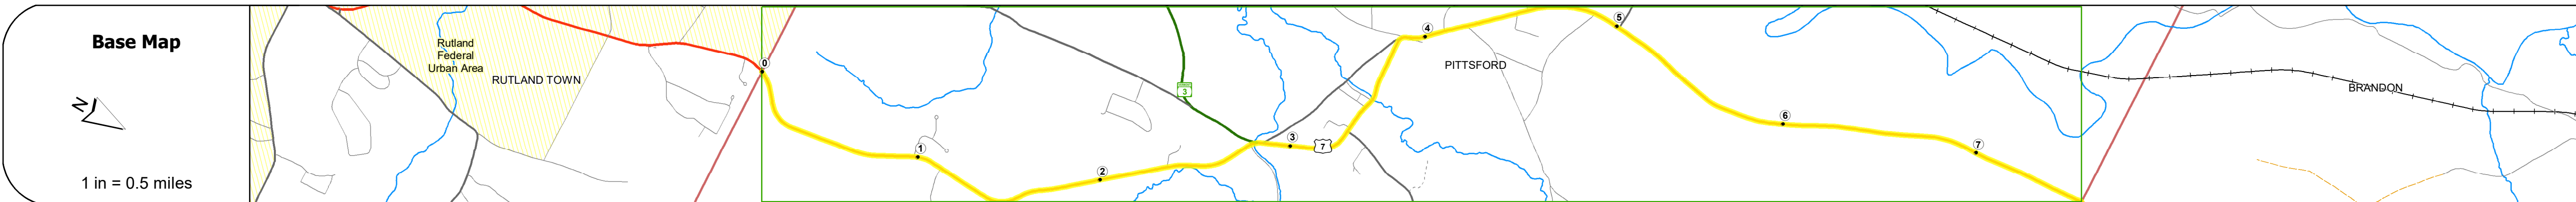 Base Map
N
1 in = 0.5 miles
Rutland
Federal
Urban Area
RUTLAND TOWN
0
1
2
3
3
7
4
PITTSFORD
5
6
7
BRANDON